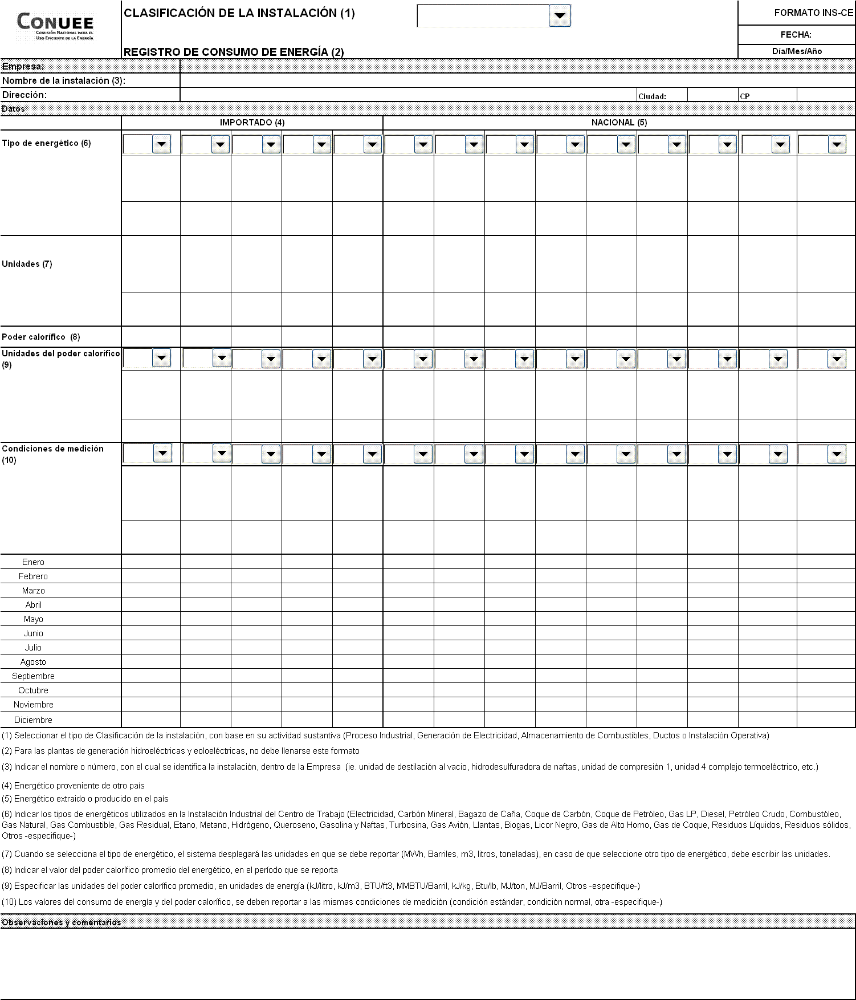 CONUEE
COMISIÓN NACIONAL PARA EL
USO EFICIENTE DE LA ENERGÍA
CLASIFICACIÓN DE LA INSTALACIÓN (1)
REGISTRO DE CONSUMO DE ENERGÍA (2)
FORMATO INS-CE
FECHA:
Día/Mes/Año
Empresa:
Nombre de la instalación (3):
Dirección:
Ciudad:
CP
Datos
IMPORTADO (4)
NACIONAL (5)
Tipo de energético (6)
Unidades (7)
Poder calorífico (8)
Unidades del poder calorífico
(9)
Condiciones de medición
(10)
Enero
Febrero
Marzo
Abril
Mayo
Junio
Julio
Agosto
Septiembre
Octubre
Noviembre
Diciembre
(1) Seleccionar el tipo de Clasificación de la instalación, con base en su actividad sustantiva (Proceso Industrial, Generación de Electricidad, Almacenamiento de Combustibles, Ductos o Instalación Operativa)
(2) Para las plantas de generación hidroeléctricas y eoloeléctricas, no debe llenarse este formato
(3) Indicar el nombre o número, con el cual se identifica la instalación, dentro de la Empresa (ie. unidad de destilación al vacio, hidrodesulfuradora de naftas, unidad de compresión 1, unidad 4 complejo termoeléctrico, etc.)
(4) Energético proveniente de otro país
(5) Energético extraido o producido en el país
(6) Indicar los tipos de energéticos utilizados en la Instalación Industrial del Centro de Trabajo (Electricidad, Carbón Mineral, Bagazo de Caña, Coque de Carbón, Coque de Petróleo, Gas LP, Diesel, Petróleo Crudo, Combustóleo,
Gas Natural, Gas Combustible, Gas Residual, Etano, Metano, Hidrógeno, Queroseno, Gasolina y Naftas, Turbosina, Gas Avión, Llantas, Biogas, Licor Negro, Gas de Alto Horno, Gas de Coque, Residuos Líquidos, Residuos sólidos,
Otros -especifique-)
(7) Cuando se selecciona el tipo de energético, el sistema desplegará las unidades en que se debe reportar (MWh, Barriles, m3, litros, toneladas), en caso de que seleccione otro tipo de energético, debe escribir las unidades.
(8) Indicar el valor del poder calorífico promedio del energético, en el período que se reporta
(9) Especificar las unidades del poder calorífico promedio, en unidades de energía (kJ/litro, kJ/m3, BTU/ft3, MMBTU/Barril, kJ/kg, Btu/lb, MJ/ton, MJ/Barril, Otros -especifique-)
(10) Los valores del consumo de energía y del poder calorífico, se deben reportar a las mismas condiciones de medición (condición estándar, condición normal, otra -especifique-)
Observaciones y comentarios